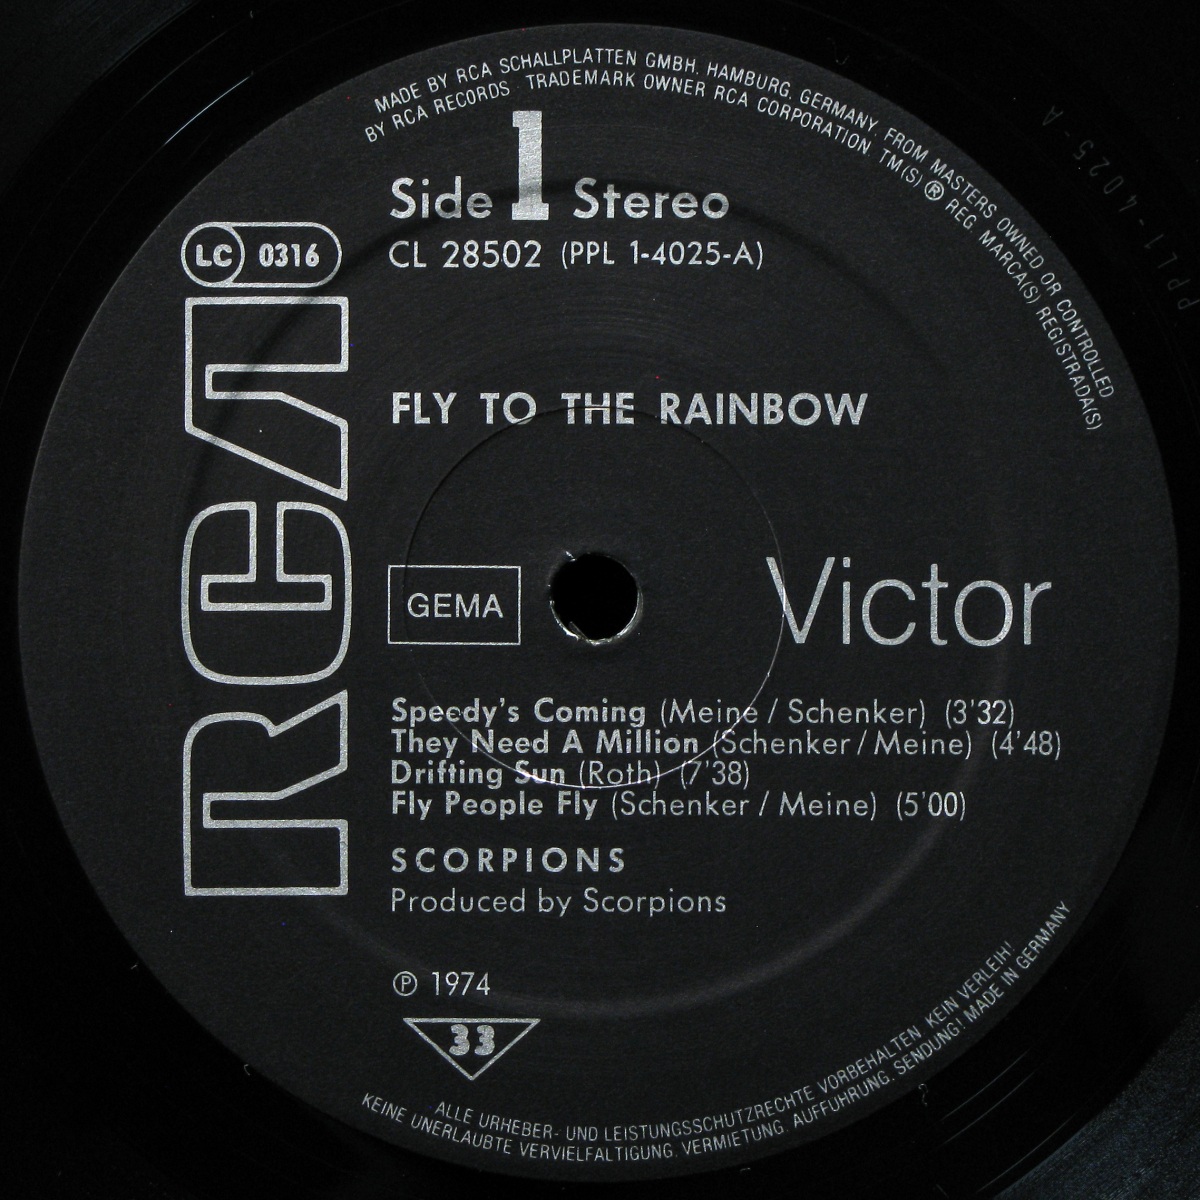 MADE BY RCA SCHALLPLATTEN GMBH. HAMBURG. GERMANY. FROM MASTERS OWNED OR CONTROLLED
BY RCA RECORDS TRADEMARK OWNER RCA CORPORATION. TM(S) ® REG. MARCA(S) REGISTRADA(S)
PPL 1-4025-A
Side 1 Stereo
LC 0316
CL 28502 (PPL 1-4025-A)
RCA
FLY TO THE RAINBOW
GEMA
Victor
Speedy's Coming (Meine / Schenker) (3'32)
They Need A Million (Schenker / Meine) (4'48)
Drifting Sun (Roth) (7'38)
Fly People Fly (Schenker / Meine) (5'00)
SCORPIONS
Produced by Scorpions
℗ 1974
33
ALLE URHEBER- UND LEISTUNGSSCHUTZRECHTE VORBEHALTEN. KEIN VERLEIH!
KEINE UNERLAUBTE VERVIELFALTIGUNG. VERMIETUNG. AUFFUHRUNG. SENDUNG! MADE IN GERMANY